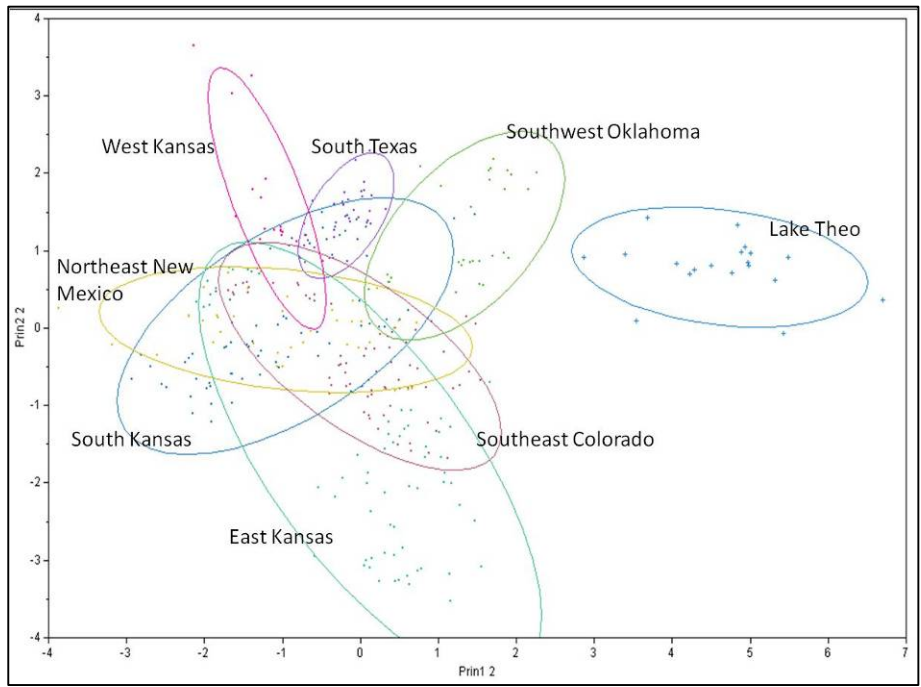 4
3
West Kansas
South Texas
Southwest Oklahoma
2
Lake Theo
1
Northeast New
Mexico
Prin2 2
0
-1
South Kansas
Southeast Colorado
-2
East Kansas
-3
-4
-4 -3 -2 -1 0 1 2 3 4 5 6 7
Prin1 2